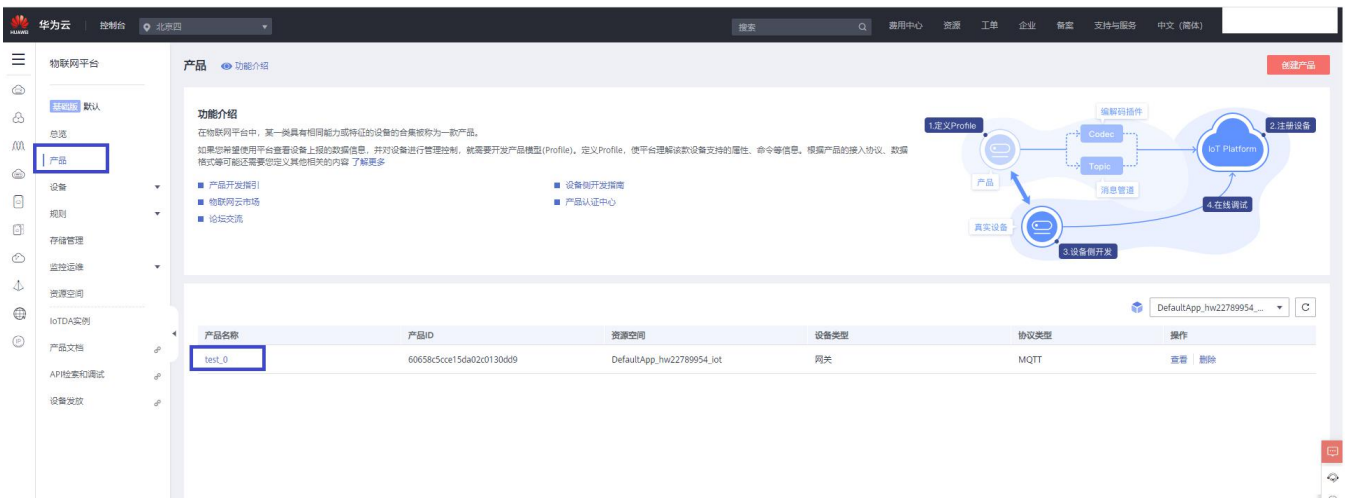 HUAWEI 华为云 控制台 北京四 搜索 费用中心 资源 工单 企业 备案 支持与服务 中文 (简体)
物联网平台
基础版 默认
总览
产品
设备
规则
存储管理
监控运维
资源空间
IoTDA实例
产品文档
API检索和调试
设备发放
产品 功能介绍 创建产品
功能介绍
在物联网平台中，某一类具有相同能力或特征的设备的合集被称为一款产品。
如果您希望使用平台查看设备上报的数据信息，并对设备进行管理控制，就需要开发产品模型(Profile)。定义Profile，使平台理解该款设备支持的属性、命令等信息。根据产品的接入协议、数据
格式等可能还需要您定义其他相关的内容 了解更多
产品开发指引 设备侧开发指南
物联网云市场 产品认证中心
论坛交流
1.定义Profile
编解码插件
Codec
2.注册设备
IoT Platform
Topic
产品
消息管道
4.在线调试
真实设备
3.设备侧开发
DefaultApp_hw22789954_...
产品名称 产品ID 资源空间 设备类型 协议类型 操作
test_0 60658c5cce15da02c0130dd9 DefaultApp_hw22789954_iot 网关 MQTT 查看 删除